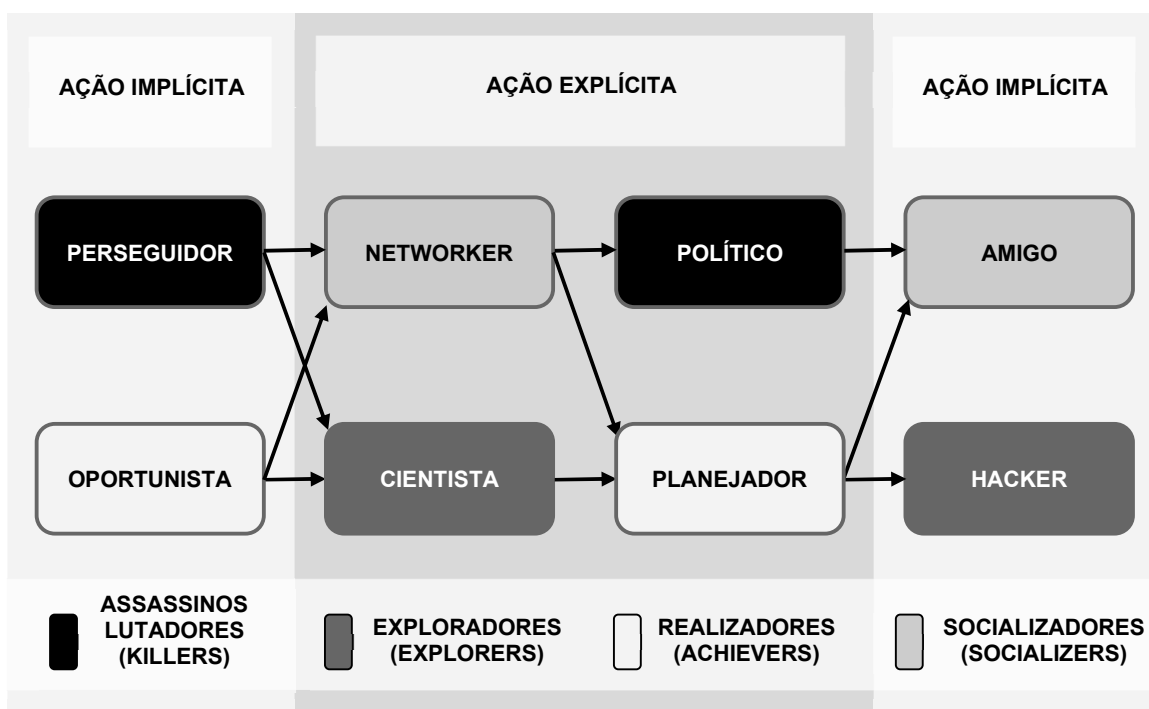 AÇÃO IMPLÍCITA
AÇÃO EXPLÍCITA
AÇÃO IMPLÍCITA
PERSEGUIDOR
NETWORKER
POLÍTICO
AMIGO
OPORTUNISTA
CIENTISTA
PLANEJADOR
HACKER
ASSASSINOS
LUTADORES
(KILLERS)
EXPLORADORES
(EXPLORERS)
REALIZADORES
(ACHIEVERS)
SOCIALIZADORES
(SOCIALIZERS)